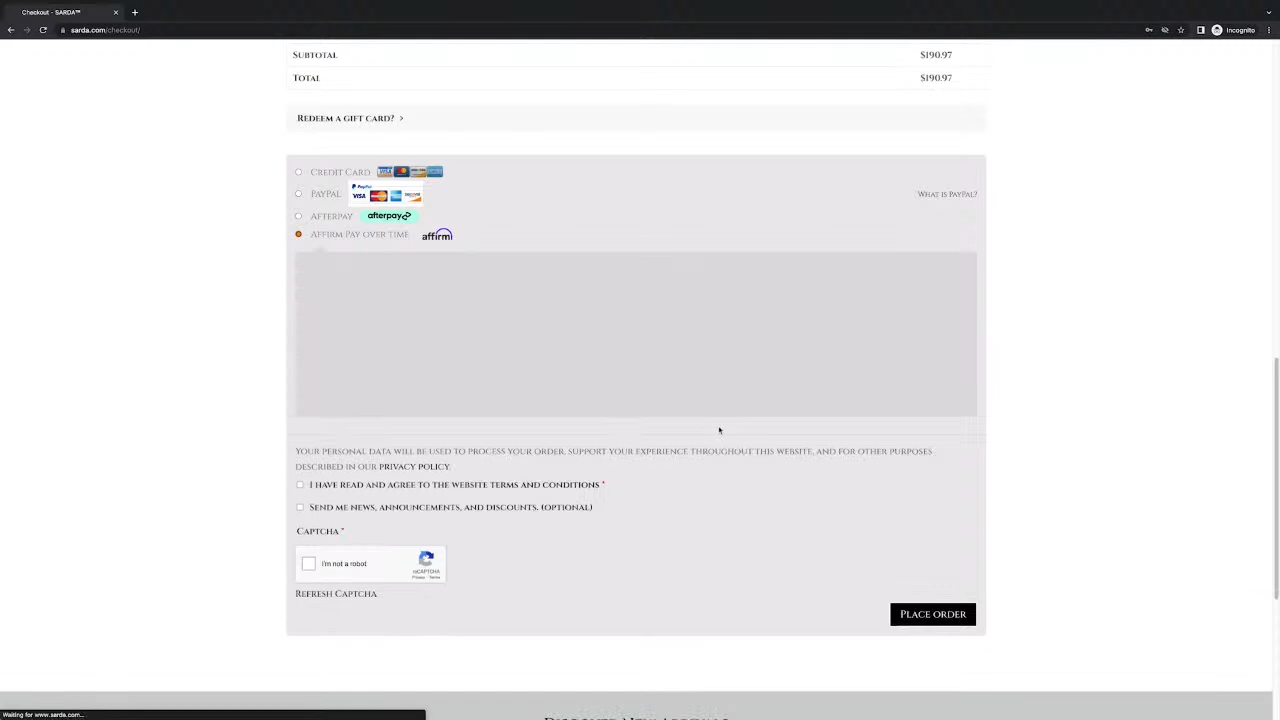 Checkout - SARDA™
sarda.com/checkout/
Incognito
Subtotal $190.97
Total $190.97
Redeem a gift card? >
Credit Card
PayPal What is PayPal?
PayPal
VISA
Afterpay afterpay
Affirm Pay over time affirm
Your personal data will be used to process your order, support your experience throughout this website, and for other purposes
described in our privacy policy.
I have read and agree to the website terms and conditions *
Send me news, announcements, and discounts. (optional)
Captcha *
I'm not a robot
reCAPTCHA
Privacy - Terms
Refresh Captcha
Place order
Waiting for www.sarda.com...